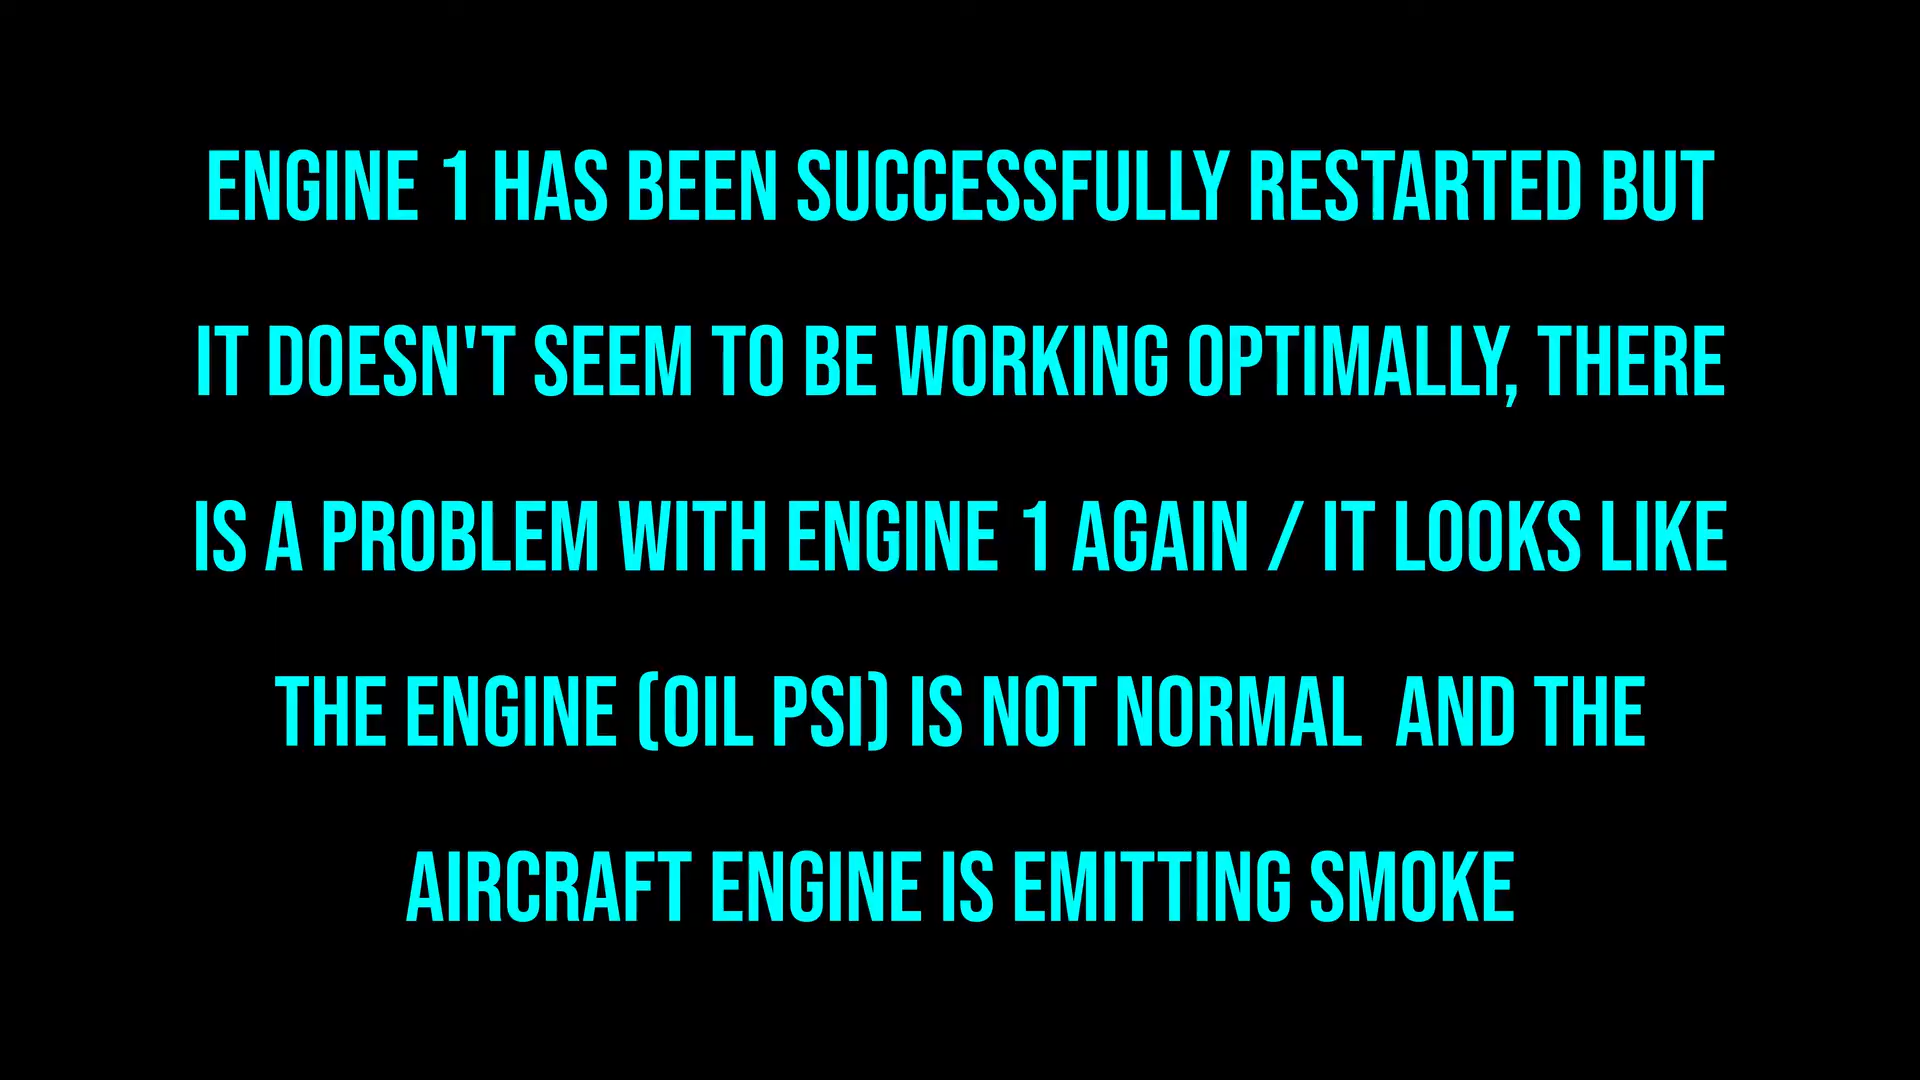 ENGINE 1 HAS BEEN SUCCESSFULLY RESTARTED BUT
IT DOESN'T SEEM TO BE WORKING OPTIMALLY, THERE
IS A PROBLEM WITH ENGINE 1 AGAIN / IT LOOKS LIKE
THE ENGINE (OIL PSI) IS NOT NORMAL  AND THE
AIRCRAFT ENGINE IS EMITTING SMOKE